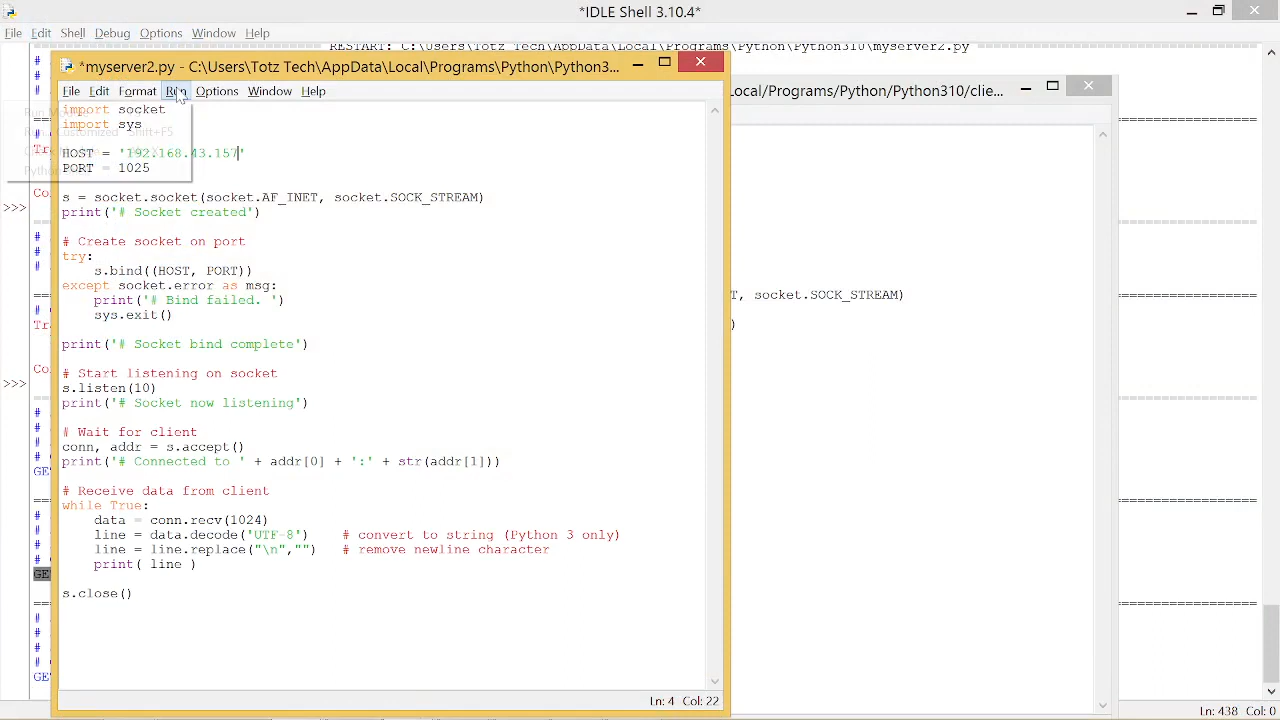 *IDLE Shell 3.10.4*
File Edit Shell Debug Options Window Help
*myserver2.py - C:\Users\Totz Tech\AppData\Local\Programs\Python\Python3...
Local/Programs/Python/Python310/clie...
File Edit Format Run Options Window Help
import socket
import sys
HOST = '192.168.43.157'
PORT = 1025
s = socket.socket(socket.AF_INET, socket.SOCK_STREAM)
print('# Socket created')
# Create socket on port
try:
s.bind((HOST, PORT))
except socket.error as msg:
print('# Bind failed. ')
sys.exit()
print('# Socket bind complete')
# Start listening on socket
s.listen(10)
print('# Socket now listening')
# Wait for client
conn, addr = s.accept()
print('# Connected to ' + addr[0] + ':' + str(addr[1]))
# Receive data from client
while True:
data = conn.recv(1024)
line = data.decode('UTF-8') # convert to string (Python 3 only)
line = line.replace("\n","") # remove newline character
print( line )
s.close()
Ln: 4 Col: 22
T, socket.SOCK_STREAM)
)
>>>
>>>
Ln: 438 Col: 0